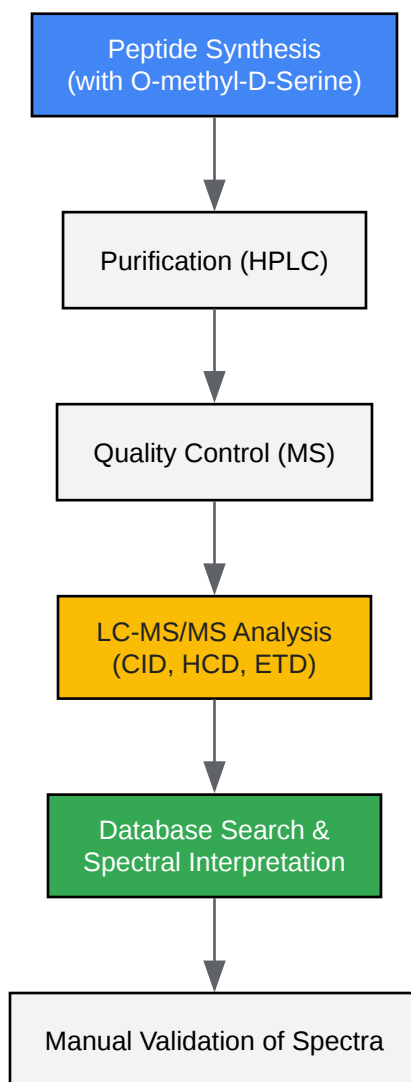 Peptide Synthesis
(with O-methyl-D-Serine)
Purification (HPLC)
Quality Control (MS)
LC-MS/MS Analysis
(CID, HCD, ETD)
Database Search &
Spectral Interpretation
Manual Validation of Spectra